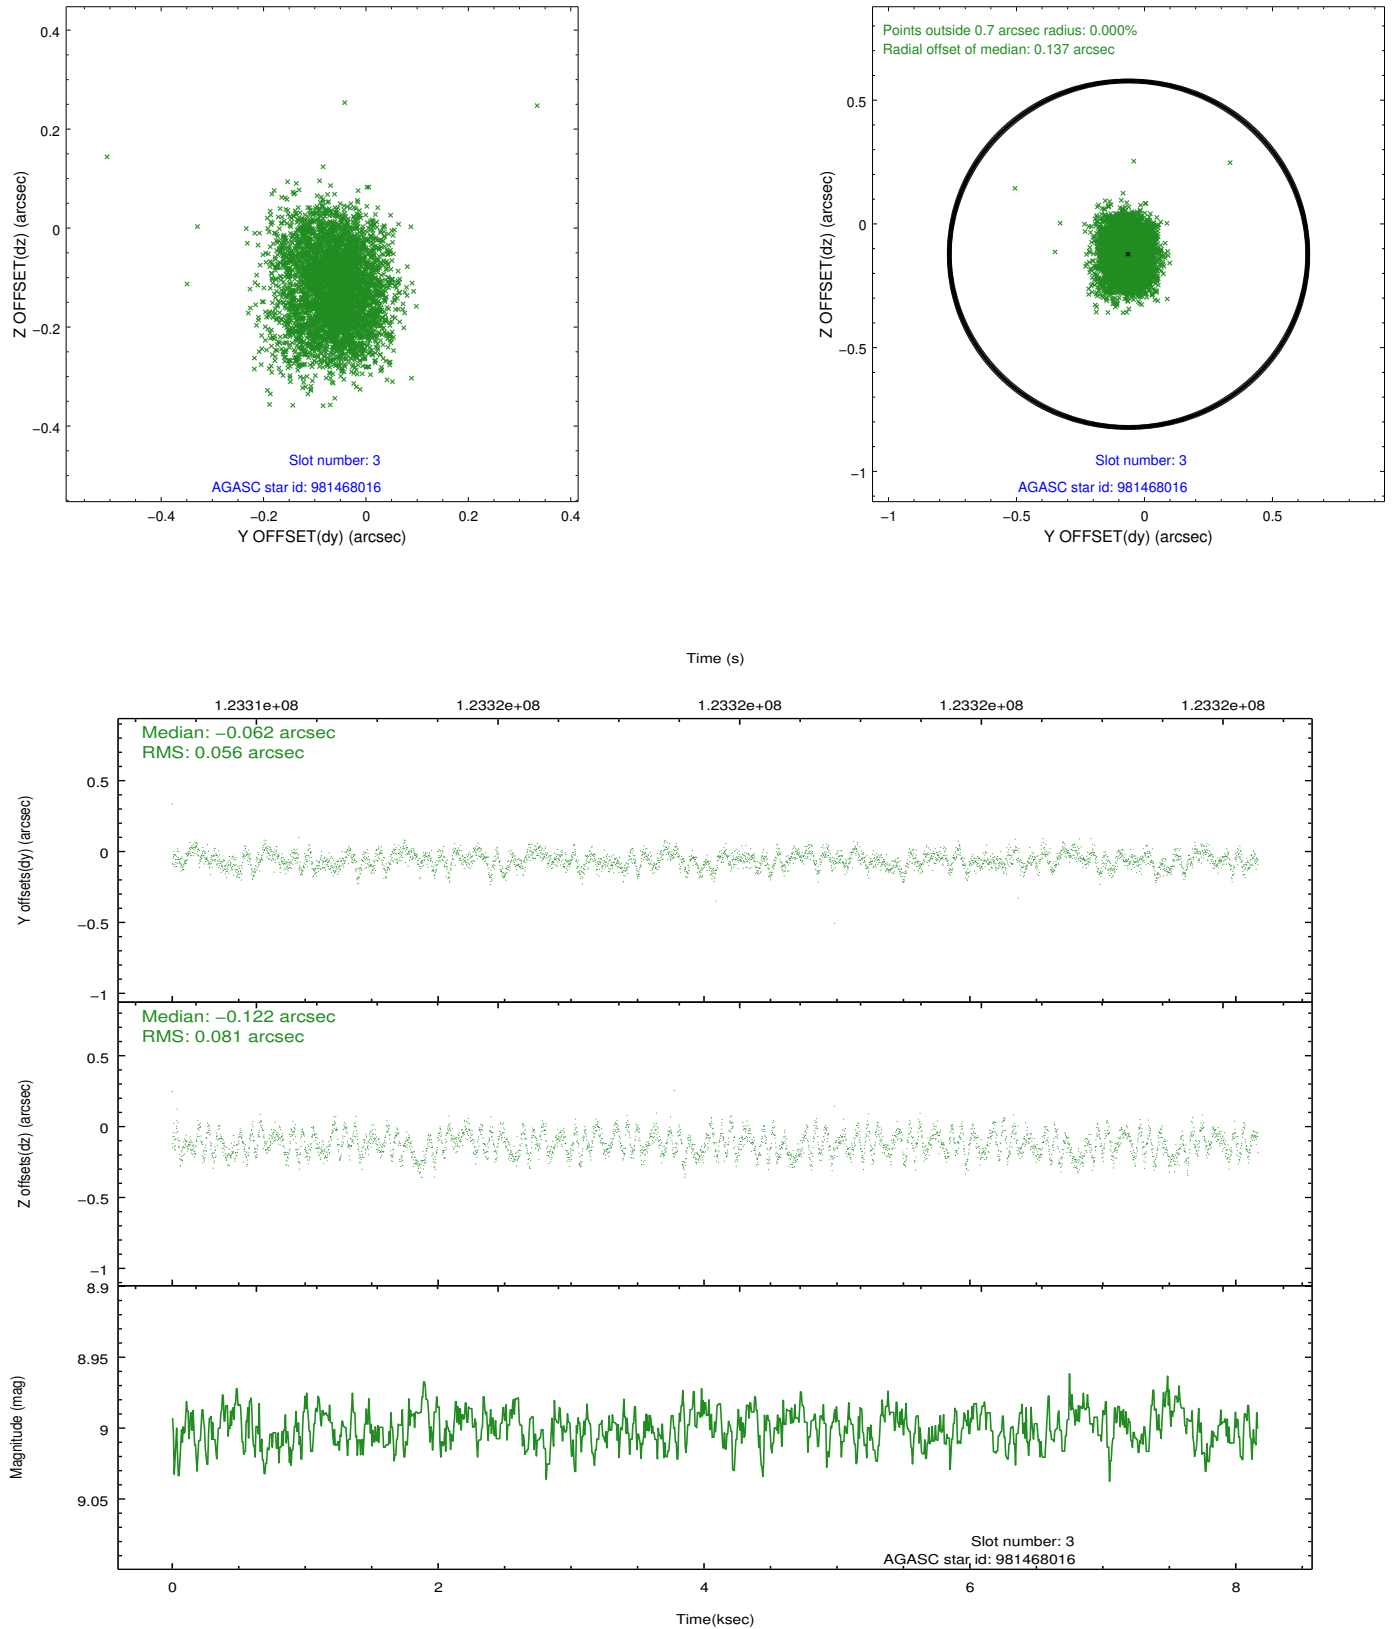 0.4
0.2
0
−0.2
−0.4
Z OFFSET(dz) (arcsec)
Slot number: 3
AGASC star id: 981468016
−0.4
−0.2
0
0.2
0.4
Y OFFSET(dy) (arcsec)
Points outside 0.7 arcsec radius: 0.000%
Radial offset of median: 0.137 arcsec
0.5
0
−0.5
−1
Z OFFSET(dz) (arcsec)
Slot number: 3
AGASC star id: 981468016
−1
−0.5
0
0.5
Y OFFSET(dy) (arcsec)
Time (s)
1.2331e+08
1.2332e+08
1.2332e+08
1.2332e+08
1.2332e+08
Median: −0.062 arcsec
RMS: 0.056 arcsec
0.5
0
−0.5
−1
Y offsets(dy) (arcsec)
Median: −0.122 arcsec
RMS: 0.081 arcsec
0.5
0
−0.5
−1
Z offsets(dz) (arcsec)
8.9
8.95
9
9.05
Magnitude (mag)
Slot number: 3
AGASC star id: 981468016
0
2
4
6
8
Time(ksec)